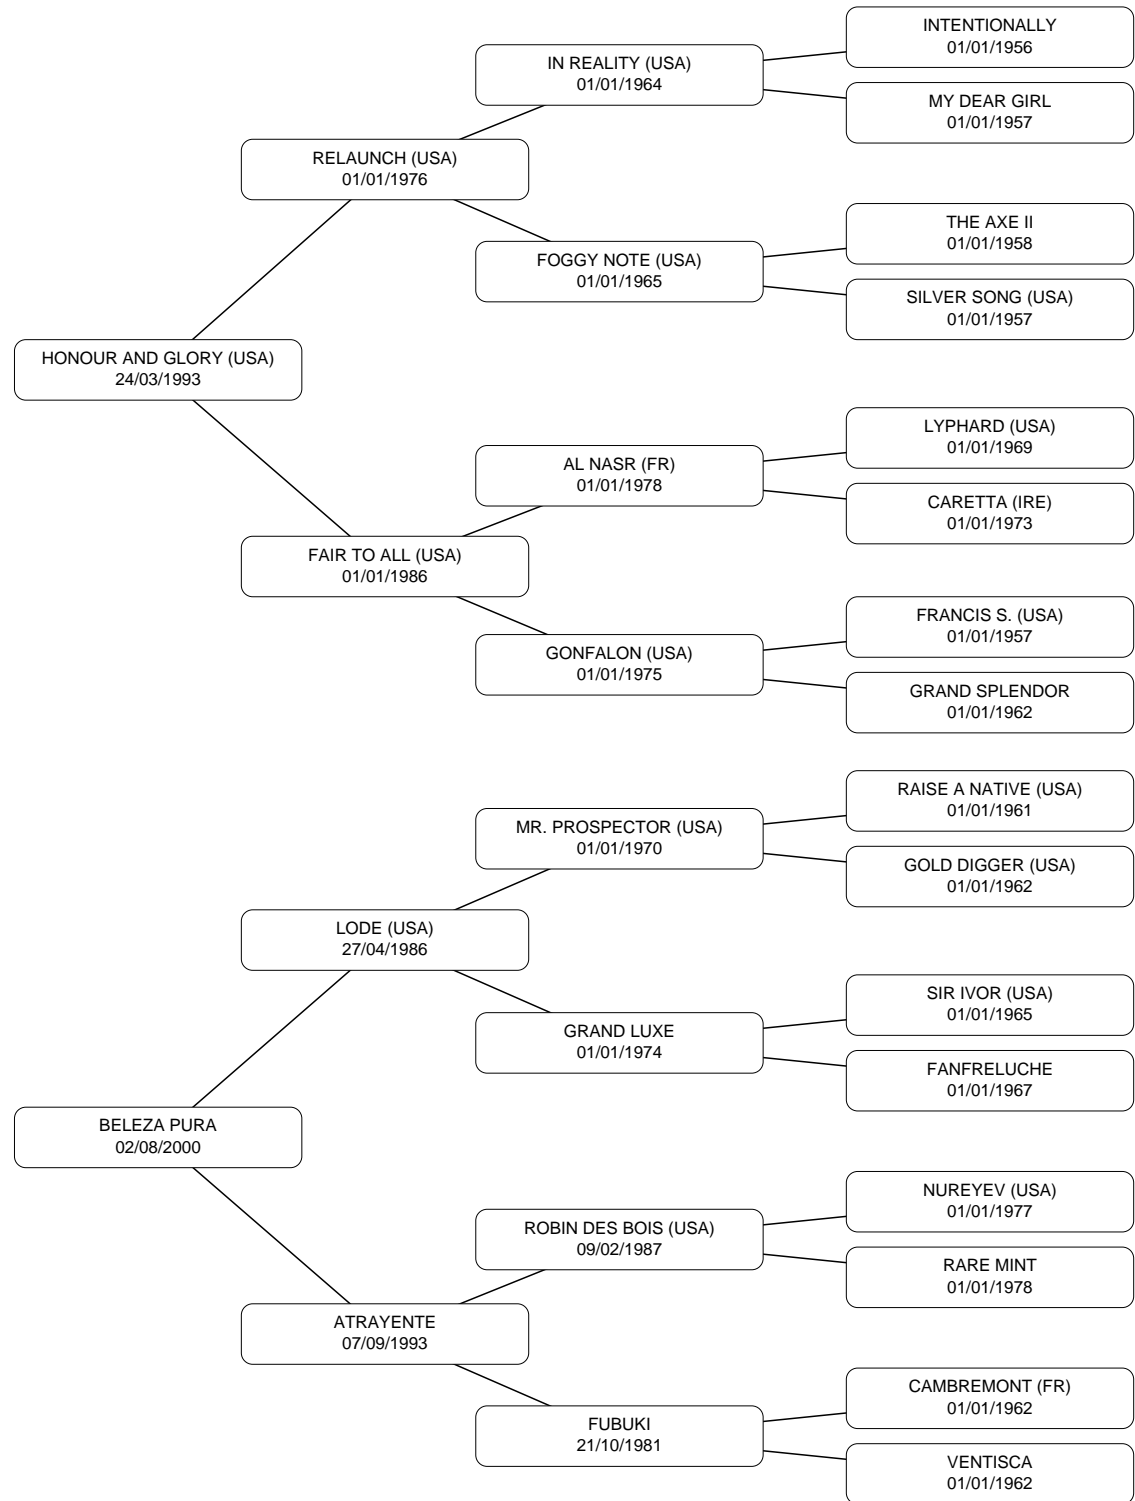 INTENTIONALLY
01/01/1956
IN REALITY (USA)
01/01/1964
MY DEAR GIRL
01/01/1957
RELAUNCH (USA)
01/01/1976
THE AXE II
01/01/1958
FOGGY NOTE (USA)
01/01/1965
SILVER SONG (USA)
01/01/1957
HONOUR AND GLORY (USA)
24/03/1993
LYPHARD (USA)
01/01/1969
AL NASR (FR)
01/01/1978
CARETTA (IRE)
01/01/1973
FAIR TO ALL (USA)
01/01/1986
FRANCIS S. (USA)
01/01/1957
GONFALON (USA)
01/01/1975
GRAND SPLENDOR
01/01/1962
RAISE A NATIVE (USA)
01/01/1961
MR. PROSPECTOR (USA)
01/01/1970
GOLD DIGGER (USA)
01/01/1962
LODE (USA)
27/04/1986
SIR IVOR (USA)
01/01/1965
GRAND LUXE
01/01/1974
FANFRELUCHE
01/01/1967
BELEZA PURA
02/08/2000
NUREYEV (USA)
01/01/1977
ROBIN DES BOIS (USA)
09/02/1987
RARE MINT
01/01/1978
ATRAYENTE
07/09/1993
CAMBREMONT (FR)
01/01/1962
FUBUKI
21/10/1981
VENTISCA
01/01/1962